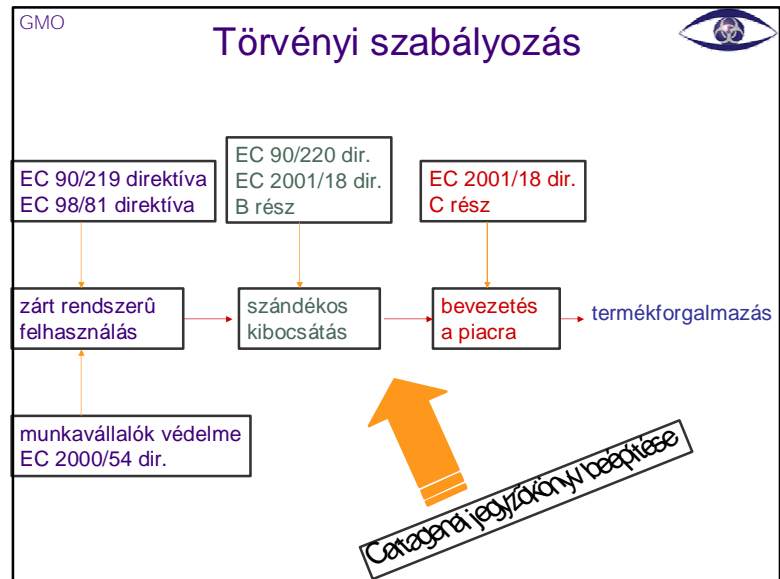 GMO
Törvényi szabályozás
EC 90/219 direktíva
EC 98/81 direktíva
EC 90/220 dir.
EC 2001/18 dir.
B rész
EC 2001/18 dir.
C rész
zárt rendszerû
felhasználás
szándékos
kibocsátás
bevezetés
a piacra
termékforgalmazás
munkavállalók védelme
EC 2000/54 dir.
Cartagenai jegyzőkönyv beépítése